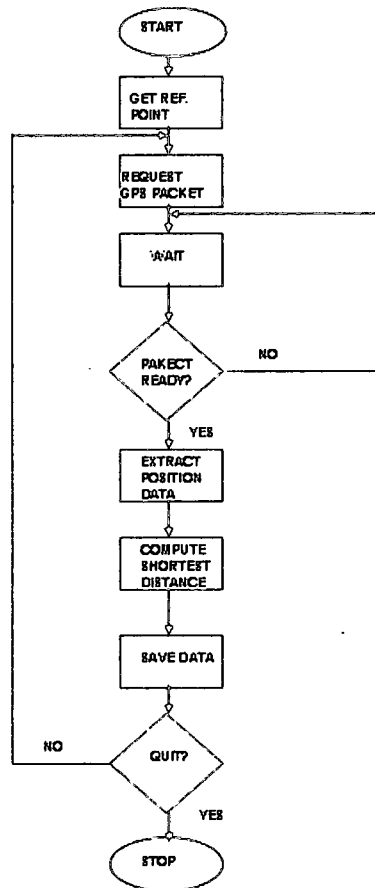 START
GET REF.
POINT
REQUEST
GPS PACKET
WAIT
PAKECT
READY?
NO
YES
EXTRACT
POSITION
DATA
COMPUTE
SHORTEST
DISTANCE
SAVE DATA
QUIT?
NO
YES
STOP